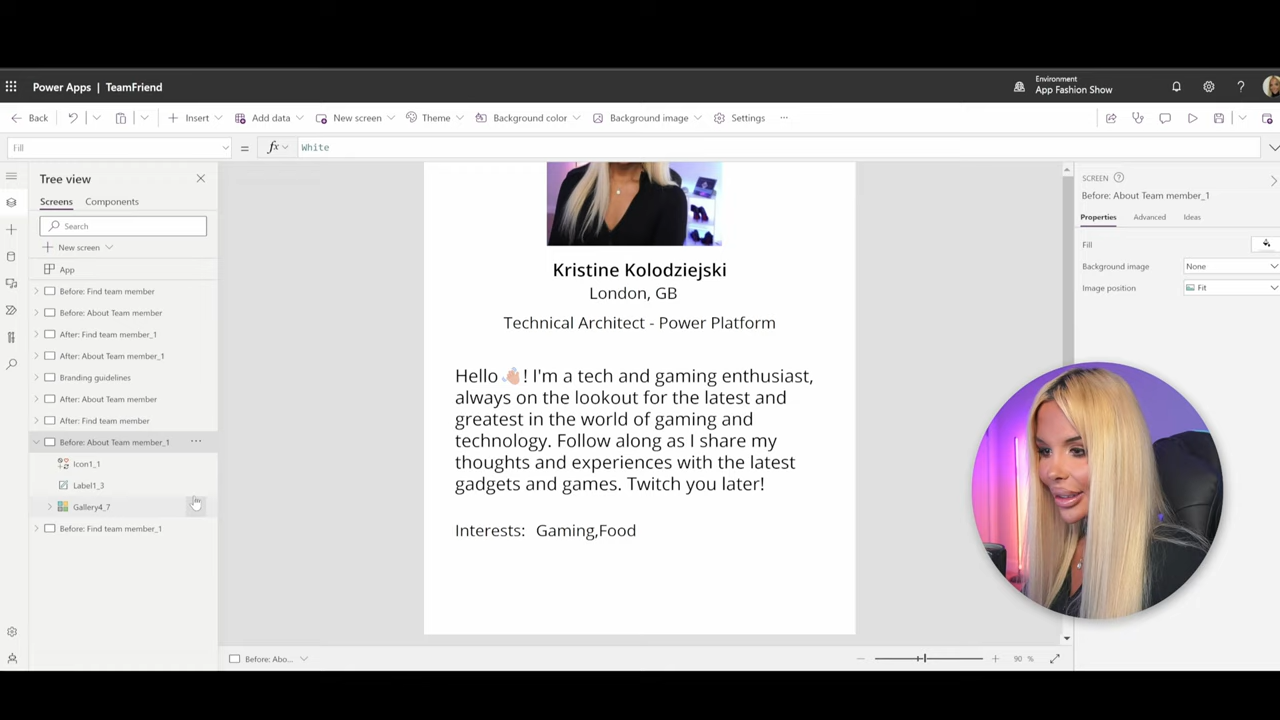 Power Apps | TeamFriend
Environment
App Fashion Show
Back
Insert
Add data
New screen
Theme
Background color
Background image
Settings
Fill
=
fx
White
Tree view
Screens
Components
Search
New screen
App
Before: Find team member
Before: About Team member
After: Find team member_1
After: About Team member_1
Branding guidelines
After: About Team member
After: Find team member
Before: About Team member_1
Icon1_1
Label1_3
Gallery4_7
Before: Find team member_1
Kristine Kolodziejski
London, GB
Technical Architect - Power Platform
Hello 👋🏼! I'm a tech and gaming enthusiast,
always on the lookout for the latest and
greatest in the world of gaming and
technology. Follow along as I share my
thoughts and experiences with the latest
gadgets and games. Twitch you later!
Interests: Gaming,Food
SCREEN
Before: About Team member_1
Properties
Advanced
Ideas
Fill
Background image
None
Image position
Fit
Before: Abo...
90 %